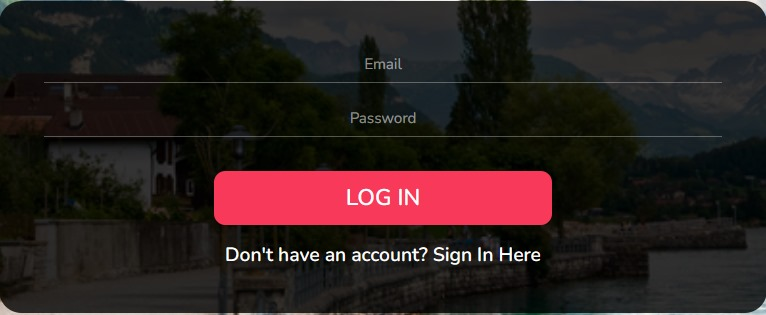 Email
Password
LOG IN
Don't have an account? Sign In Here